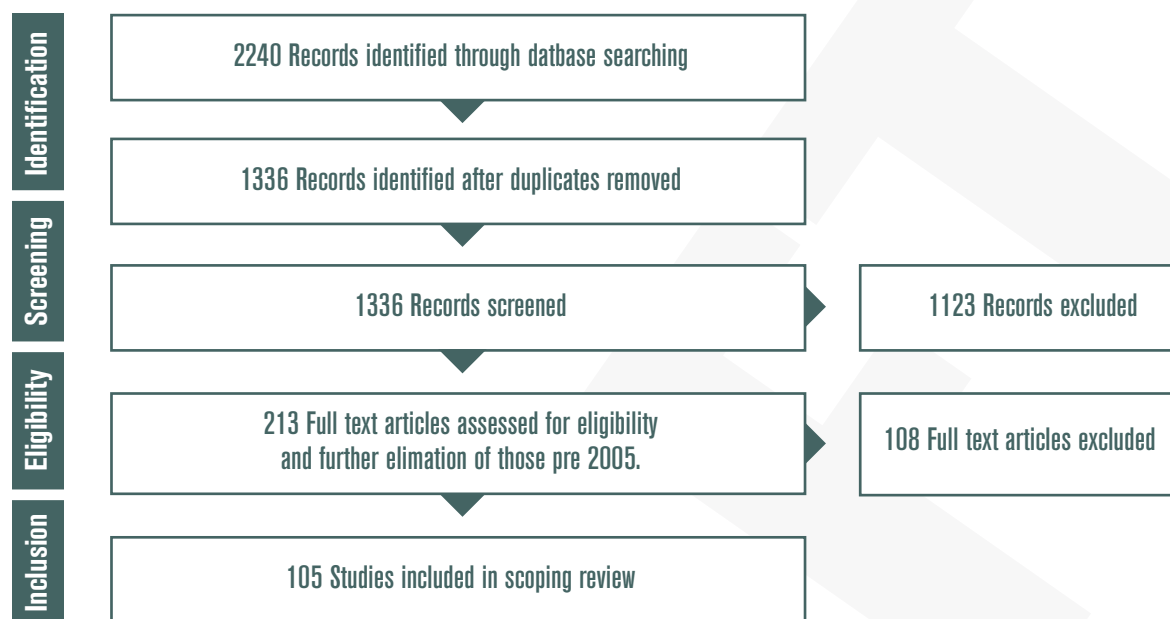 Identification
2240 Records identified through datbase searching
1336 Records identified after duplicates removed
Screening
1336 Records screened
1123 Records excluded
Eligibility
213 Full text articles assessed for eligibility
and further elimation of those pre 2005.
108 Full text articles excluded
Inclusion
105 Studies included in scoping review